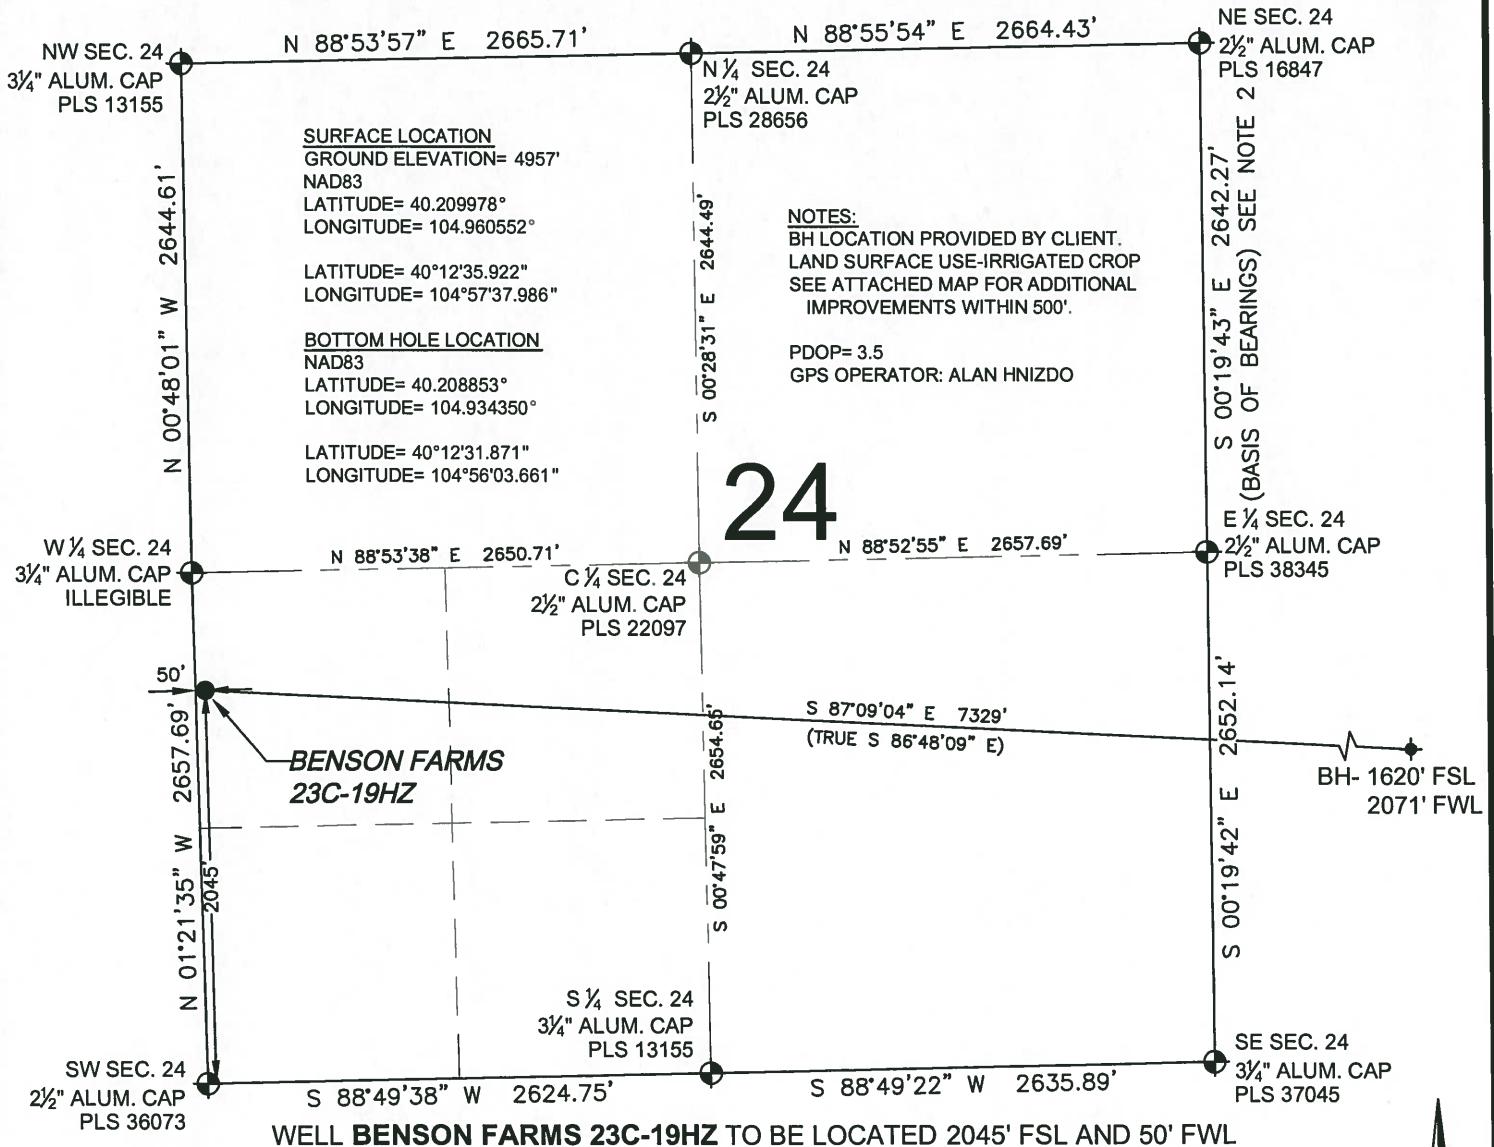 N 88°53'57" E 2665.71'
N 88°55'54" E 2664.43'
NW SEC. 24
3¼" ALUM. CAP
PLS 13155
N ¼ SEC. 24
2½" ALUM. CAP
PLS 28656
NE SEC. 24
2½" ALUM. CAP
PLS 16847
SURFACE LOCATION
GROUND ELEVATION= 4957'
NAD83
LATITUDE= 40.209978°
LONGITUDE= 104.960552°
LATITUDE= 40°12'35.922"
LONGITUDE= 104°57'37.986"
BOTTOM HOLE LOCATION
NAD83
LATITUDE= 40.208853°
LONGITUDE= 104.934350°
LATITUDE= 40°12'31.871"
LONGITUDE= 104°56'03.661"
NOTES:
BH LOCATION PROVIDED BY CLIENT.
LAND SURFACE USE-IRRIGATED CROP
SEE ATTACHED MAP FOR ADDITIONAL
IMPROVEMENTS WITHIN 500'.
PDOP= 3.5
GPS OPERATOR: ALAN HNIZDO
N 00°48'01" W 2644.61'
S 00°28'31" E 2644.49'
S 00°19'43" E 2642.27'
(BASIS OF BEARINGS) SEE NOTE 2
24
W ¼ SEC. 24
3¼" ALUM. CAP
ILLEGIBLE
N 88°53'38" E 2650.71'
C ¼ SEC. 24
2½" ALUM. CAP
PLS 22097
N 88°52'55" E 2657.69'
E ¼ SEC. 24
2½" ALUM. CAP
PLS 38345
50'
S 87°09'04" E 7329'
(TRUE S 86°48'09" E)
BENSON FARMS
23C-19HZ
BH- 1620' FSL
2071' FWL
N 01°21'35" W 2657.69'
2045'
S 00°47'59" E 2654.65'
S 00°19'42" E 2652.14'
SW SEC. 24
2½" ALUM. CAP
PLS 36073
S ¼ SEC. 24
3¼" ALUM. CAP
PLS 13155
SE SEC. 24
3¼" ALUM. CAP
PLS 37045
S 88°49'38" W 2624.75'
S 88°49'22" W 2635.89'
WELL BENSON FARMS 23C-19HZ TO BE LOCATED 2045' FSL AND 50' FWL